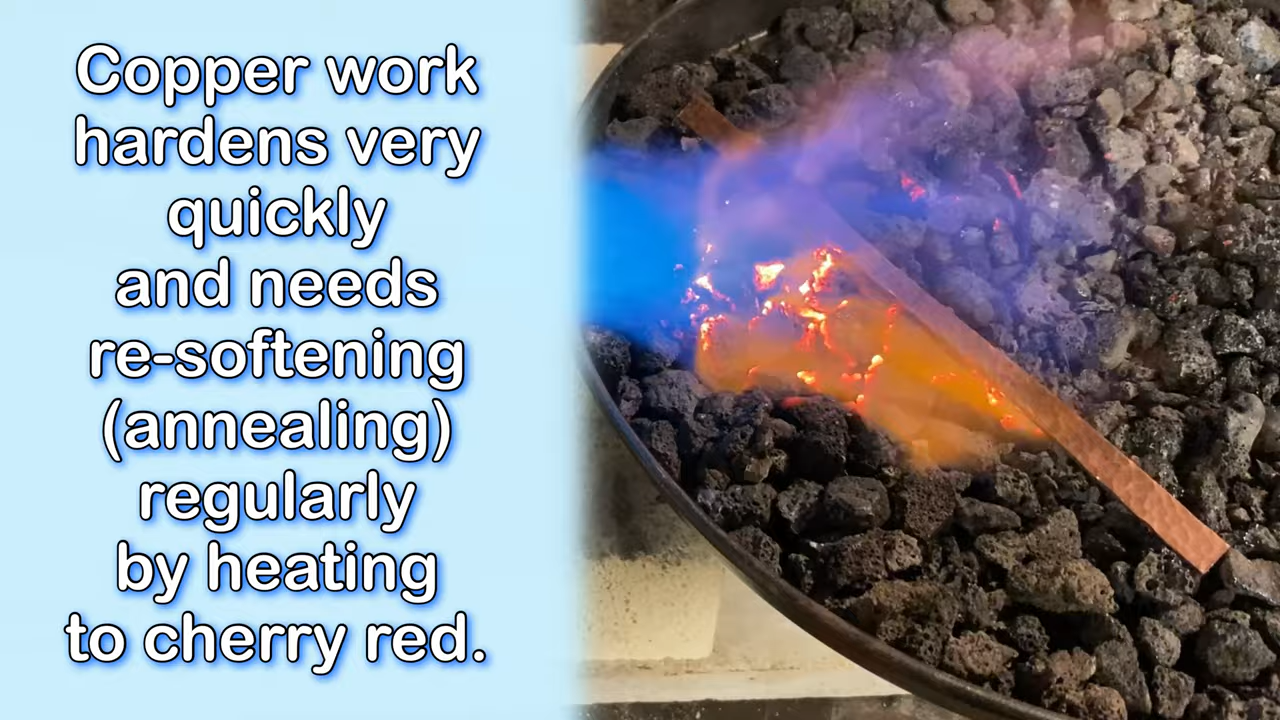 Copper work
hardens very
quickly
and needs
re-softening
(annealing)
regularly
by heating
to cherry red.